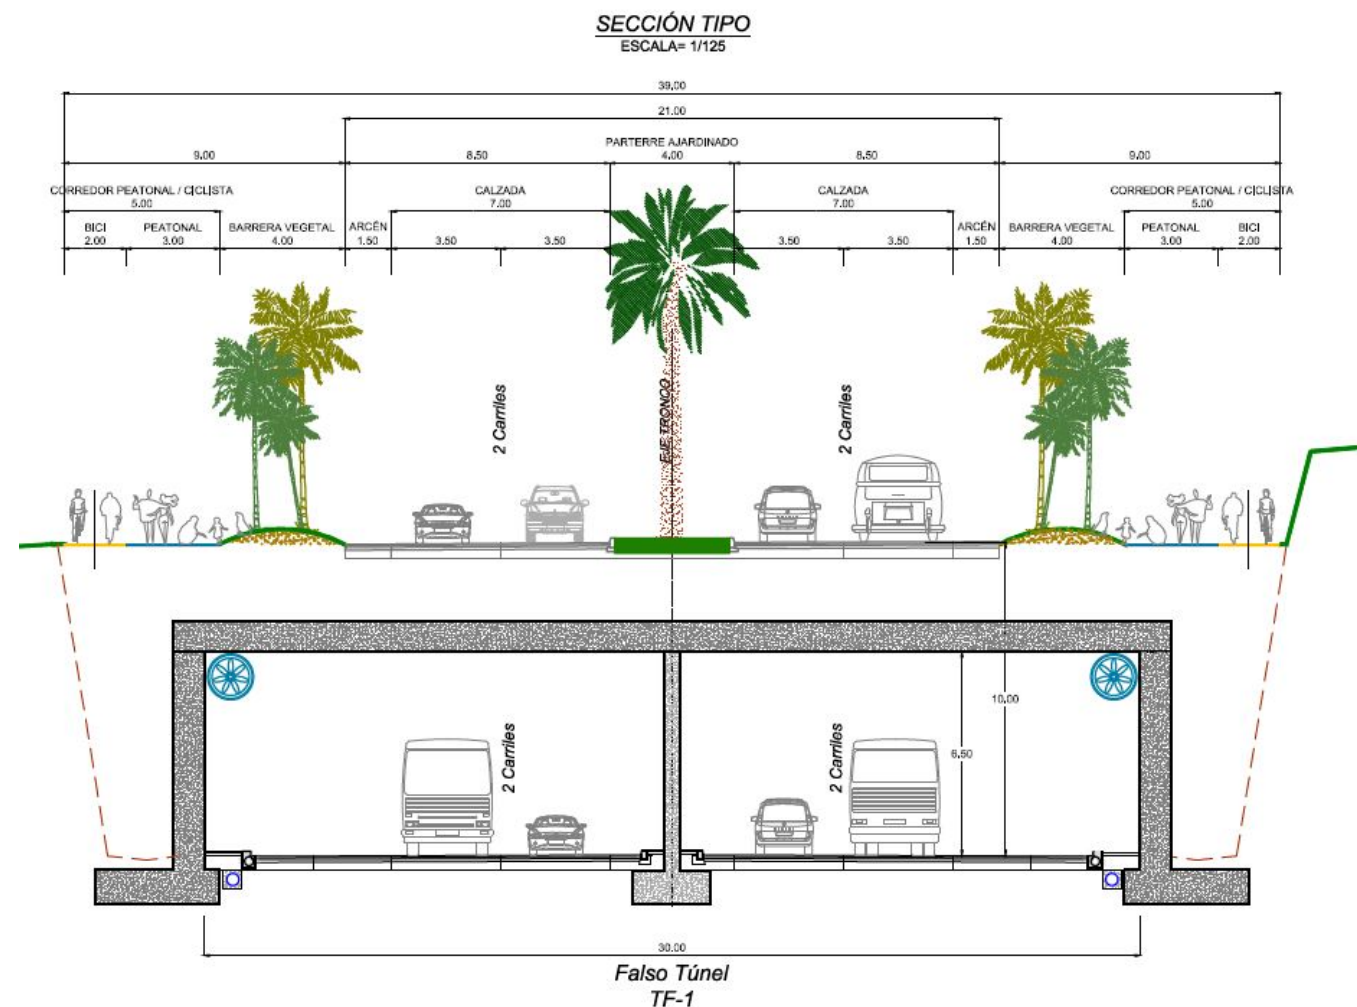 SECCIÓN TIPO
ESCALA= 1/125
39.00
21.00
PARTERRE AJARDINADO
9.00 8.50 4.00 8.50 9.00
CORREDOR PEATONAL / CICLISTA CALZADA CALZADA CORREDOR PEATONAL / CICLISTA
5.00 7.00 7.00 5.00
BICI PEATONAL BARRERA VEGETAL ARCÉN ARCÉN BARRERA VEGETAL PEATONAL BICI
2.00 3.00 4.00 1.50 3.50 3.50 3.50 3.50 1.50 4.00 3.00 2.00
2 Carriles
EJE TRONCO
2 Carriles
10.00
2 Carriles
2 Carriles
6.50
30.00
Falso Túnel
TF-1